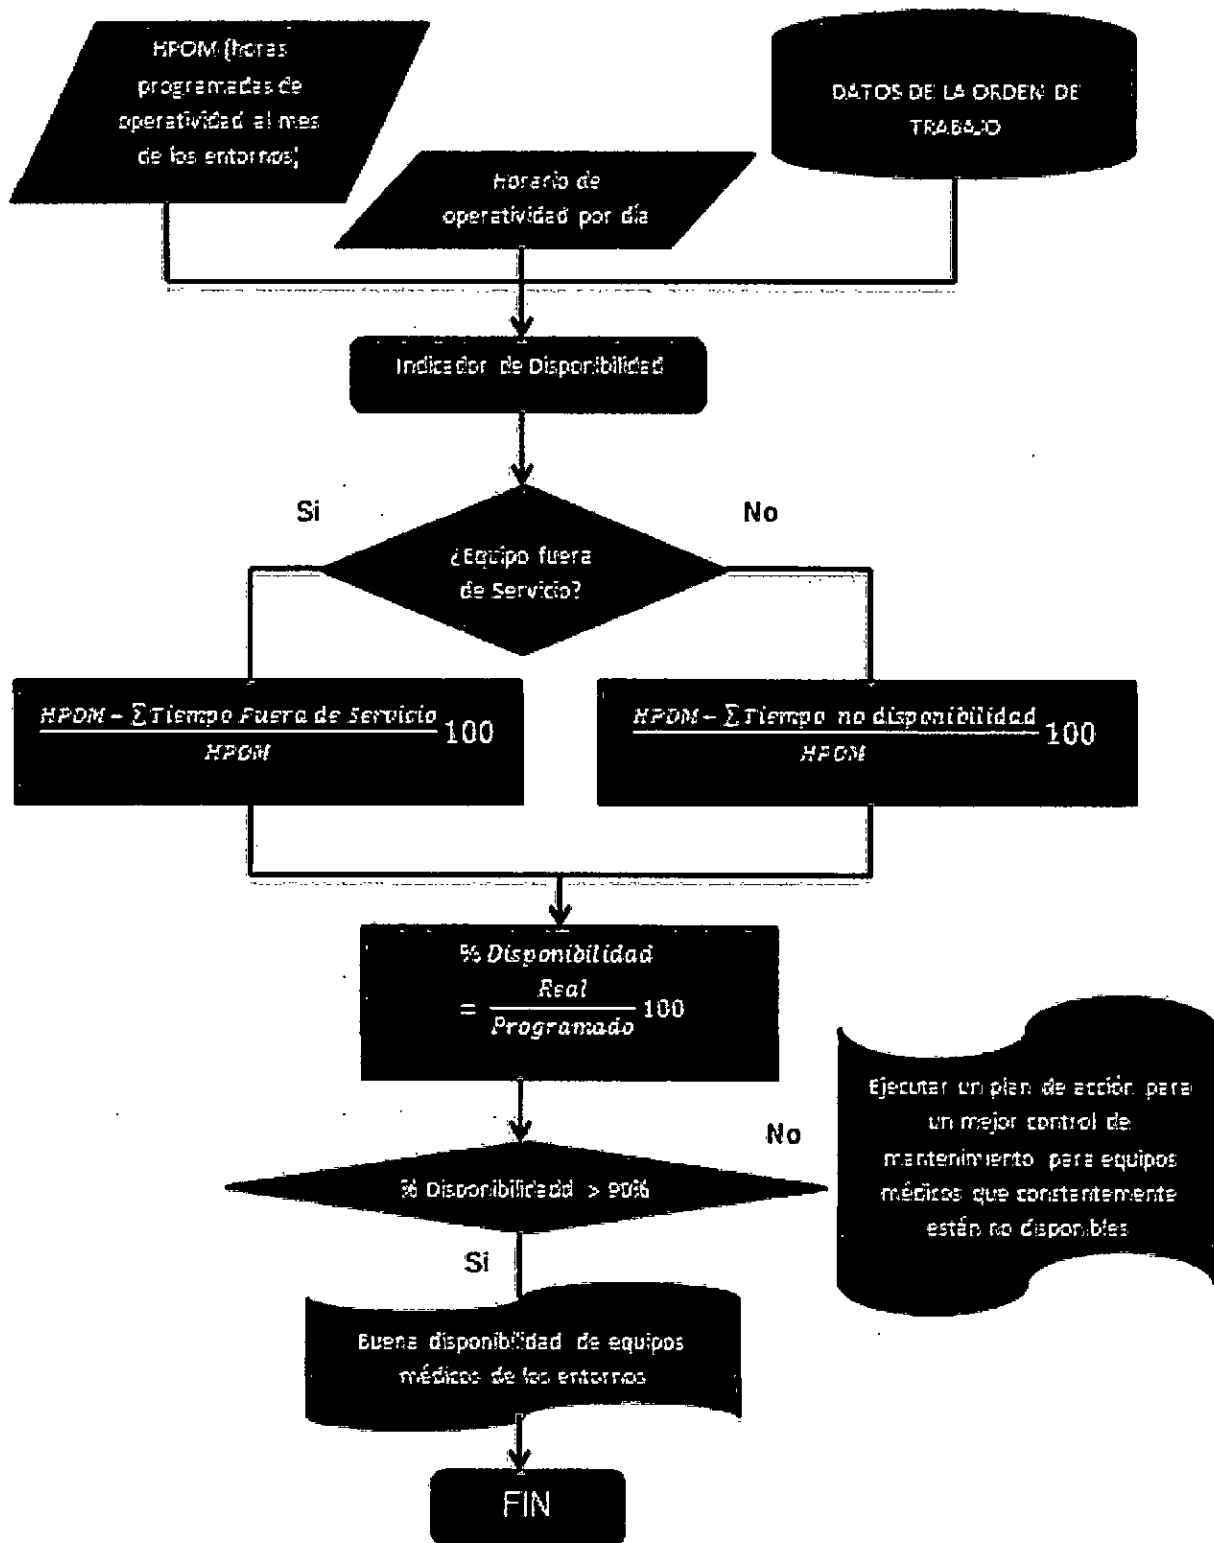 HPOM (horas
programadas de
operatividad al mes
de los entornos)
DATOS DE LA ORDEN DE
TRABAJO
Horario de
operatividad por día
Indicador de Disponibilidad
Si
No
¿Equipo fuera
de Servicio?
HPOM - ∑Tiempo Fuera de Servicio
HPOM
100
HPOM - ∑Tiempo no disponibilidad
HPOM
100
% Disponibilidad
= Real
Programado
100
No
% Disponibilidadd > 90%
Si
Ejecutar un plan de acción para
un mejor control de
mantenimiento para equipos
médicos que constantemente
están no disponibles
Buena disponibilidad de equipos
médicos de los entornos
FIN